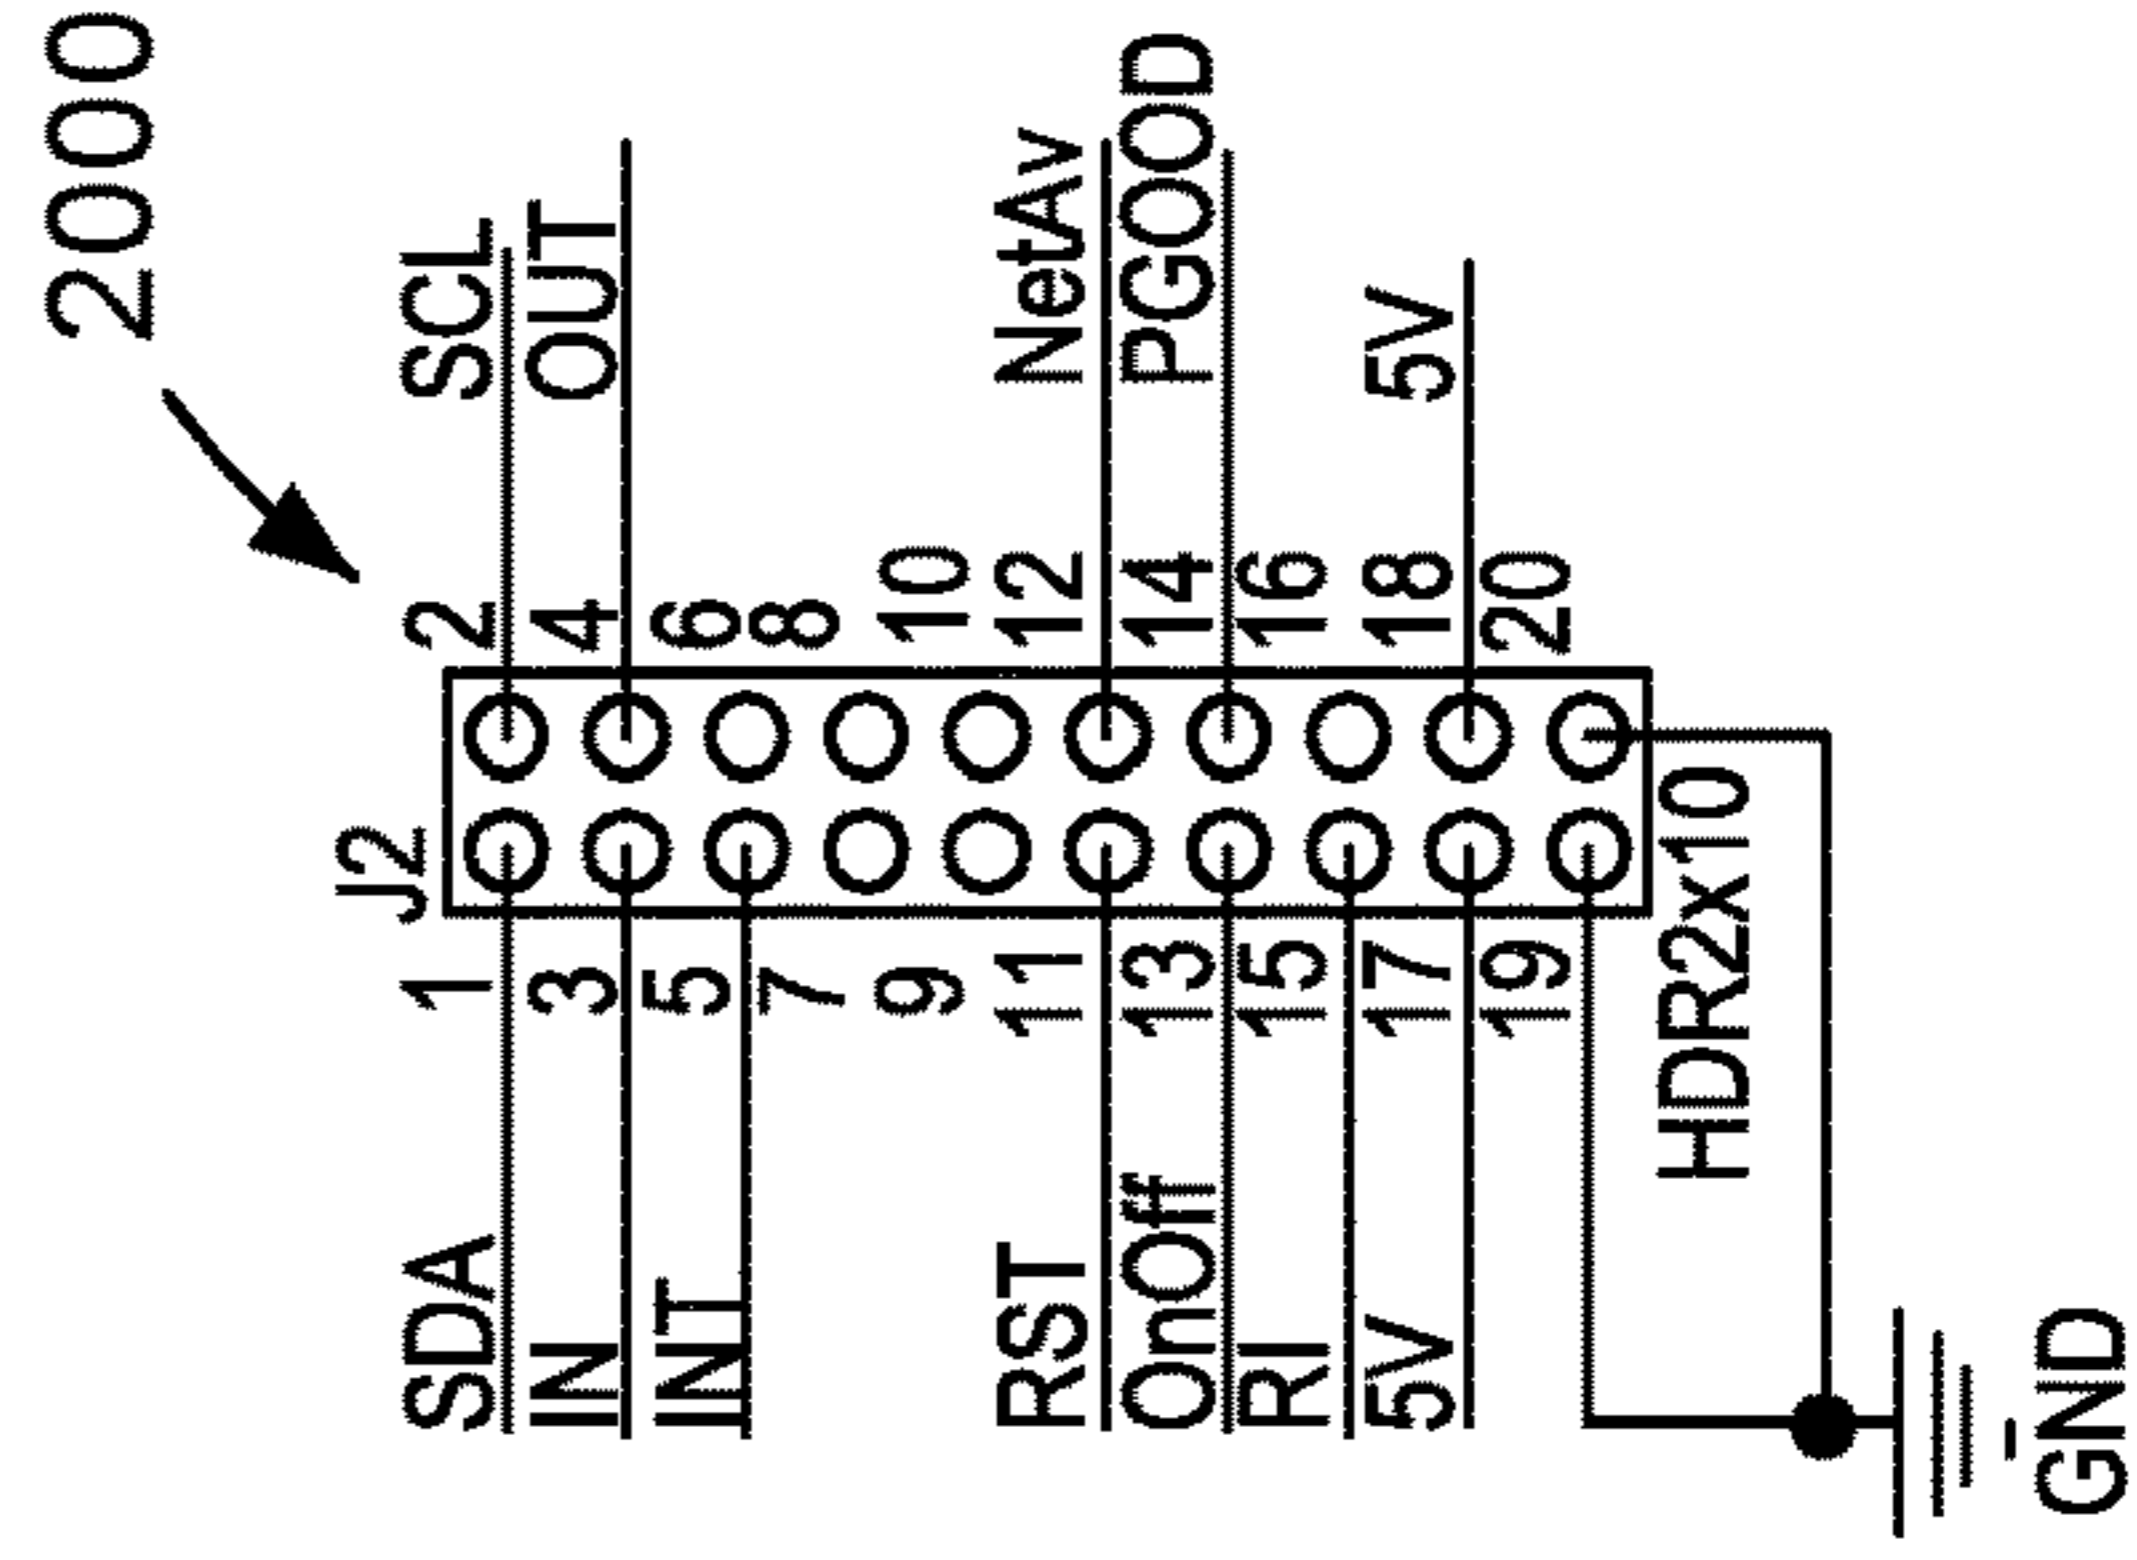 2000
J2
SDA 1 2 SCL
IN 3 4 OUT
INT 5 6
7 8
9 10
RST 11 12 NetAv
OnOff 13 14 PGOOD
RI 15 16
5V 17 18 5V
19 20
HDR2x10
GND